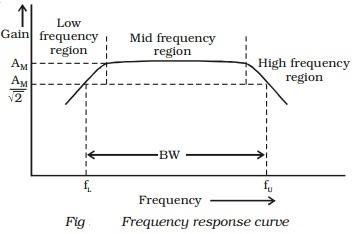 Low
frequency
region
Gain
Mid frequency
region
High frequency
region
A_M
A_M
√2
BW
f_L
f_U
Frequency
Fig . Frequency response curve